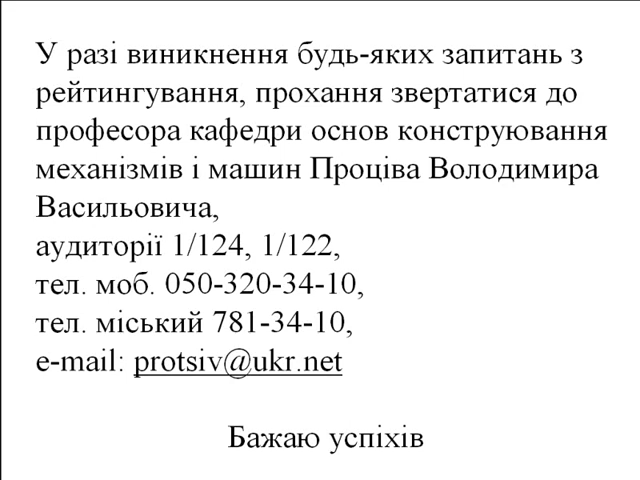 У разі виникнення будь-яких запитань з
рейтингування, прохання звертатися до
професора кафедри основ конструювання
механізмів і машин Проціва Володимира
Васильовича,
аудиторії 1/124, 1/122,
тел. моб. 050-320-34-10,
тел. міський 781-34-10,
e-mail: protsiv@ukr.net
Бажаю успіхів